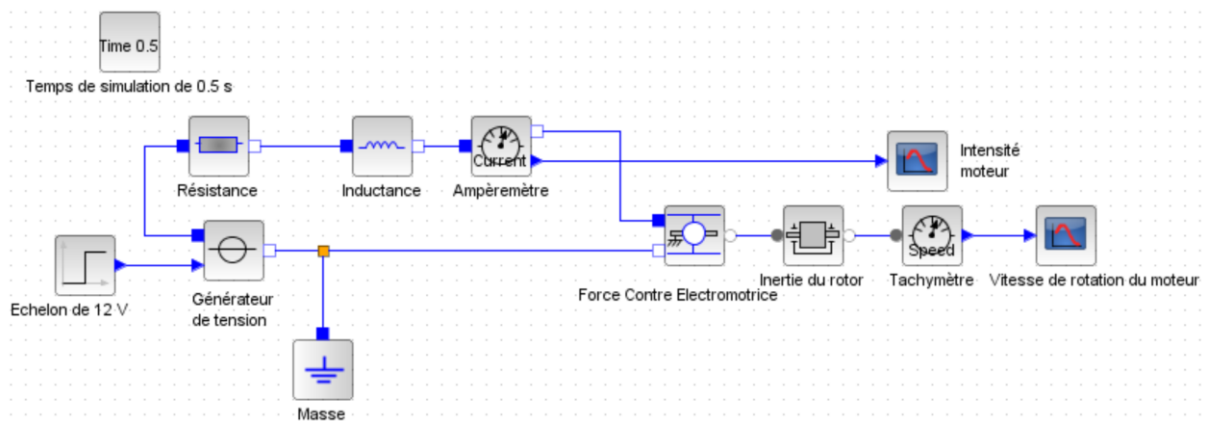 Time 0.5
Temps de simulation de 0.5 s
Current
Résistance
Inductance
Ampèremètre
Intensité
moteur
Speed
Echelon de 12 V
Générateur
de tension
Force Contre Electromotrice
Inertie du rotor
Tachymètre
Vitesse de rotation du moteur
Masse